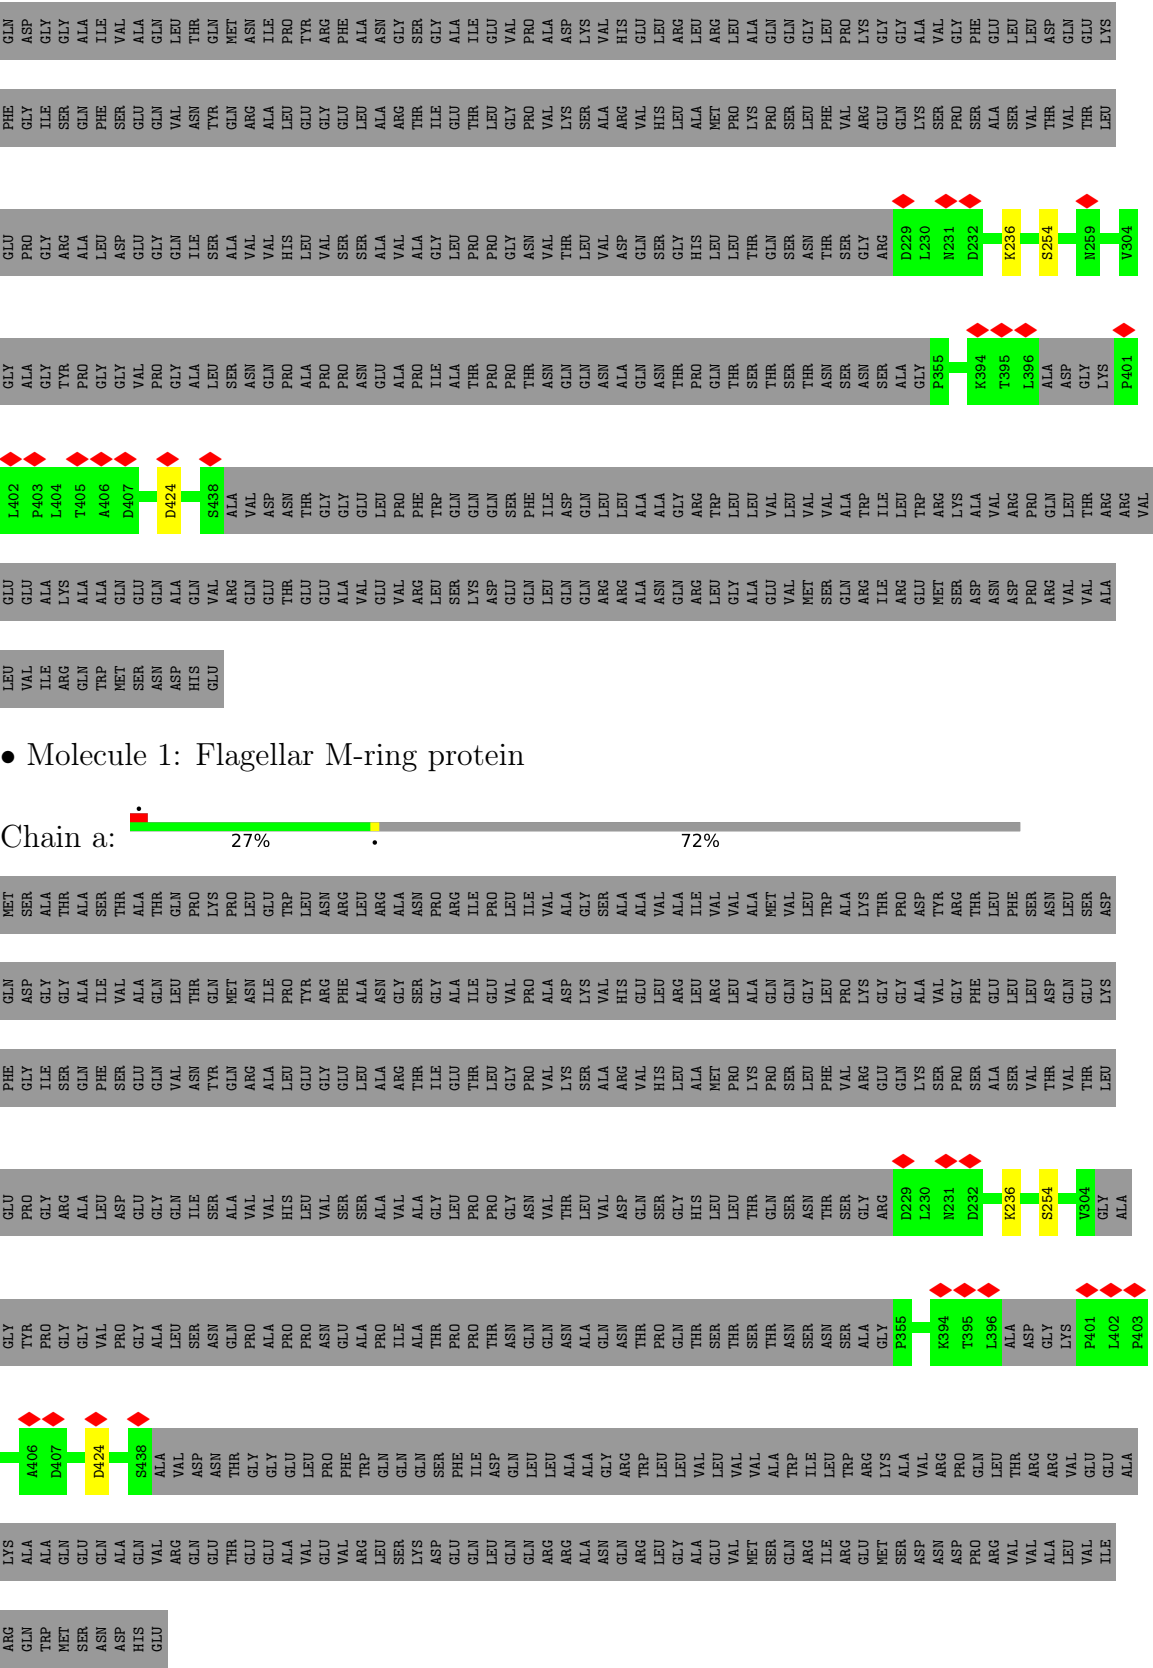 GLN ASP GLY GLY ALA ILE VAL ALA GLN LEU THR GLN MET ASN ILE PRO TYR ARG PHE ALA ASN GLY SER GLY ALA ILE GLU VAL PRO ALA ASP LYS VAL HIS GLU LEU ARG LEU ARG LEU ALA GLN GLN GLY LEU PRO LYS GLY GLY ALA VAL GLY PHE GLU LEU LEU ASP GLN GLU LYS
PHE GLY ILE SER GLN PHE SER GLU GLN VAL ASN TYR GLN ARG ALA LEU GLU GLY GLU LEU ALA ARG THR ILE GLU THR LEU GLY PRO VAL LYS SER ALA ARG VAL HIS LEU ALA MET PRO LYS PRO SER LEU PHE VAL ARG GLU GLN LYS SER PRO SER ALA SER VAL THR VAL THR LEU
GLU PRO GLY ARG ALA LEU ASP GLU GLY GLN ILE SER ALA VAL VAL HIS LEU VAL SER SER ALA VAL ALA GLY LEU PRO PRO GLY ASN VAL THR LEU VAL ASP GLN SER GLY HIS LEU LEU THR GLN SER ASN THR SER GLY ARG D229 L230 N231 D232 K236 S254 N259 V304
GLY ALA GLY TYR PRO GLY GLY VAL PRO GLY ALA LEU SER ASN GLN PRO ALA PRO PRO ASN GLU ALA PRO ILE ALA THR PRO PRO THR ASN GLN GLN ASN ALA GLN ASN THR PRO GLN THR SER THR SER THR ASN SER ASN SER ALA GLY P355 K394 T395 L396 ALA ASP GLY LYS P401
L402 P403 L404 T405 A406 D407 D424 S438 ALA VAL ASP ASN THR GLY GLY GLU LEU PRO PHE TRP GLN GLN GLN SER PHE ILE ASP GLN LEU LEU ALA ALA GLY ARG TRP LEU LEU VAL LEU VAL VAL ALA TRP ILE LEU TRP ARG LYS ALA VAL ARG PRO GLN LEU THR ARG ARG VAL
GLU GLU ALA LYS ALA ALA GLN GLU GLN ALA GLN VAL ARG GLN GLU THR GLU GLU ALA VAL GLU VAL ARG LEU SER LYS ASP GLU GLN LEU GLN GLN ARG ARG ALA ASN GLN ARG LEU GLY ALA GLU VAL MET SER GLN ARG ILE ARG GLU MET SER ASP ASN ASP PRO ARG VAL VAL ALA
LEU VAL ILE ARG GLN TRP MET SER ASN ASP HIS GLU
• Molecule 1: Flagellar M-ring protein
Chain a: 27% 72%
MET SER ALA THR ALA SER THR ALA THR GLN PRO LYS PRO LEU GLU TRP LEU ASN ARG LEU ARG ALA ASN PRO ARG ILE PRO LEU ILE VAL ALA GLY SER ALA ALA VAL ALA ILE VAL VAL ALA MET VAL LEU TRP ALA LYS THR PRO ASP TYR ARG THR LEU PHE SER ASN LEU SER ASP
GLN ASP GLY GLY ALA ILE VAL ALA GLN LEU THR GLN MET ASN ILE PRO TYR ARG PHE ALA ASN GLY SER GLY ALA ILE GLU VAL PRO ALA ASP LYS VAL HIS GLU LEU ARG LEU ARG LEU ALA GLN GLN GLY LEU PRO LYS GLY GLY ALA VAL GLY PHE GLU LEU LEU ASP GLN GLU LYS
PHE GLY ILE SER GLN PHE SER GLU GLN VAL ASN TYR GLN ARG ALA LEU GLU GLY GLU LEU ALA ARG THR ILE GLU THR LEU GLY PRO VAL LYS SER ALA ARG VAL HIS LEU ALA MET PRO LYS PRO SER LEU PHE VAL ARG GLU GLN LYS SER PRO SER ALA SER VAL THR VAL THR LEU
GLU PRO GLY ARG ALA LEU ASP GLU GLY GLN ILE SER ALA VAL VAL HIS LEU VAL SER SER ALA VAL ALA GLY LEU PRO PRO GLY ASN VAL THR LEU VAL ASP GLN SER GLY HIS LEU LEU THR GLN SER ASN THR SER GLY ARG D229 L230 N231 D232 K236 S254 V304 GLY ALA
GLY TYR PRO GLY GLY VAL PRO GLY ALA LEU SER ASN GLN PRO ALA PRO PRO ASN GLU ALA PRO ILE ALA THR PRO PRO THR ASN GLN GLN ASN ALA GLN ASN THR PRO GLN THR SER THR SER THR ASN SER ASN SER ALA GLY P355 K394 T395 L396 ALA ASP GLY LYS P401 L402 P403
A406 D407 D424 S438 ALA VAL ASP ASN THR GLY GLY GLU LEU PRO PHE TRP GLN GLN GLN SER PHE ILE ASP GLN LEU LEU ALA ALA GLY ARG TRP LEU LEU VAL LEU VAL VAL ALA TRP ILE LEU TRP ARG LYS ALA VAL ARG PRO GLN LEU THR ARG ARG VAL GLU GLU ALA
LYS ALA ALA GLN GLU GLN ALA GLN VAL ARG GLN GLU THR GLU GLU ALA VAL GLU VAL ARG LEU SER LYS ASP GLU GLN LEU GLN GLN ARG ARG ALA ASN GLN ARG LEU GLY ALA GLU VAL MET SER GLN ARG ILE ARG GLU MET SER ASP ASN ASP PRO ARG VAL VAL ALA LEU VAL ILE
ARG GLN TRP MET SER ASN ASP HIS GLU